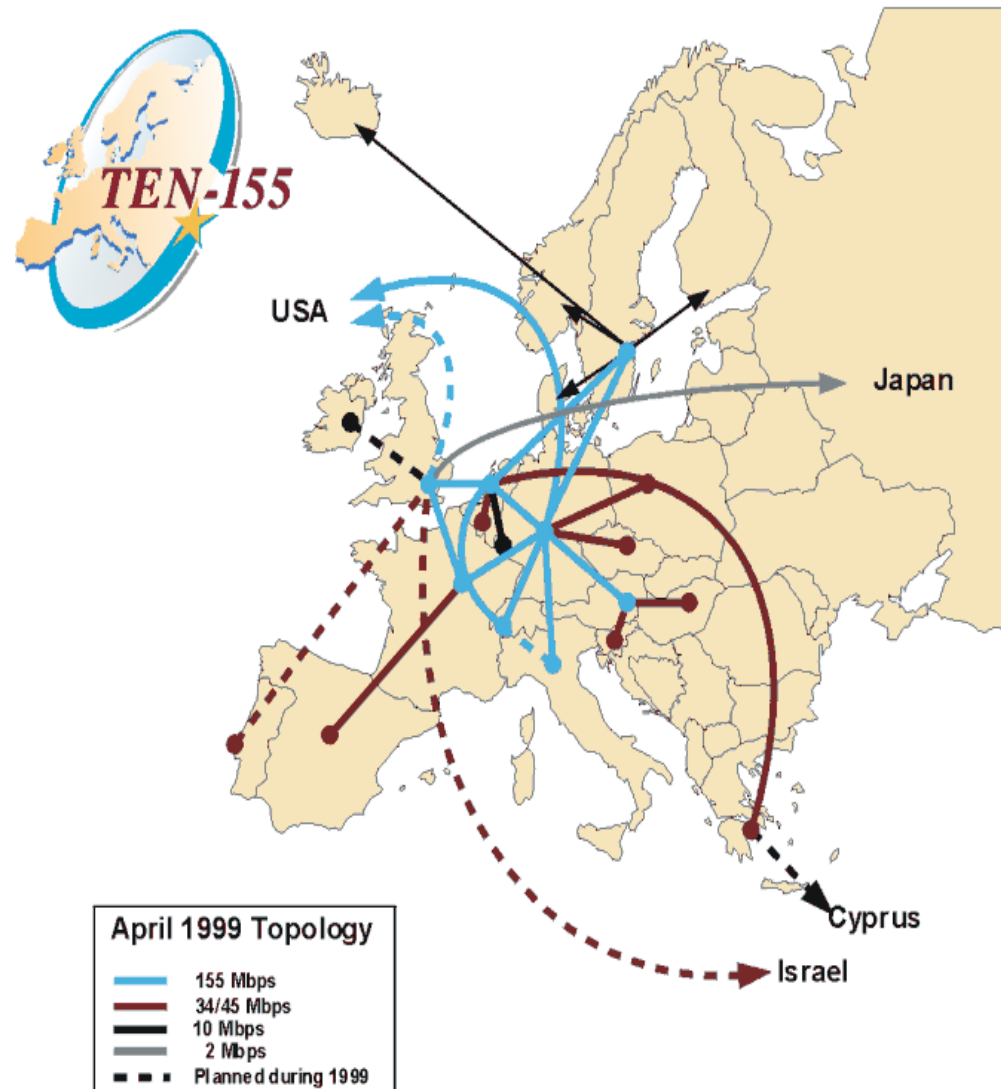 TEN-155
USA
Japan
Cyprus
Israel
April 1999 Topology
155 Mbps
34/45 Mbps
10 Mbps
2 Mbps
Planned during 1999